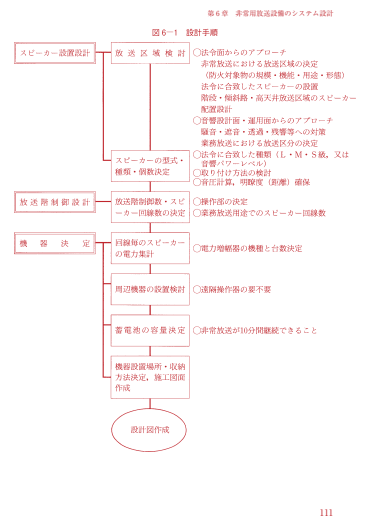 第6章　非常用放送設備のシステム設計
図6－1　設計手順
スピーカー設置設計
放送区域検討
○法令面からのアプローチ
非常放送における放送区域の決定
（防火対象物の規模・機能・用途・形態）
法令に合致したスピーカーの設置
階段・傾斜路・高天井放送区域のスピーカー
配置設計
○音響設計面・運用面からのアプローチ
騒音・遮音・透過・残響等への対策
業務放送における放送区分の決定
スピーカーの型式・
種類・個数決定
○法令に合致した種類（L・M・S級、又は
音響パワーレベル）
○取り付け方法の検討
○音圧計算，明瞭度（距離）確保
放送階制御設計
放送階制御数・スピ
ーカー回線数の決定
○操作部の決定
○業務放送用途でのスピーカー回線数
機器決定
回線毎のスピーカー
の電力集計
○電力増幅器の機種と台数決定
周辺機器の設置検討
○遠隔操作器の要不要
蓄電池の容量決定
○非常放送が10分間継続できること
機器設置場所・収納
方法決定，施工図面
作成
設計図作成
111